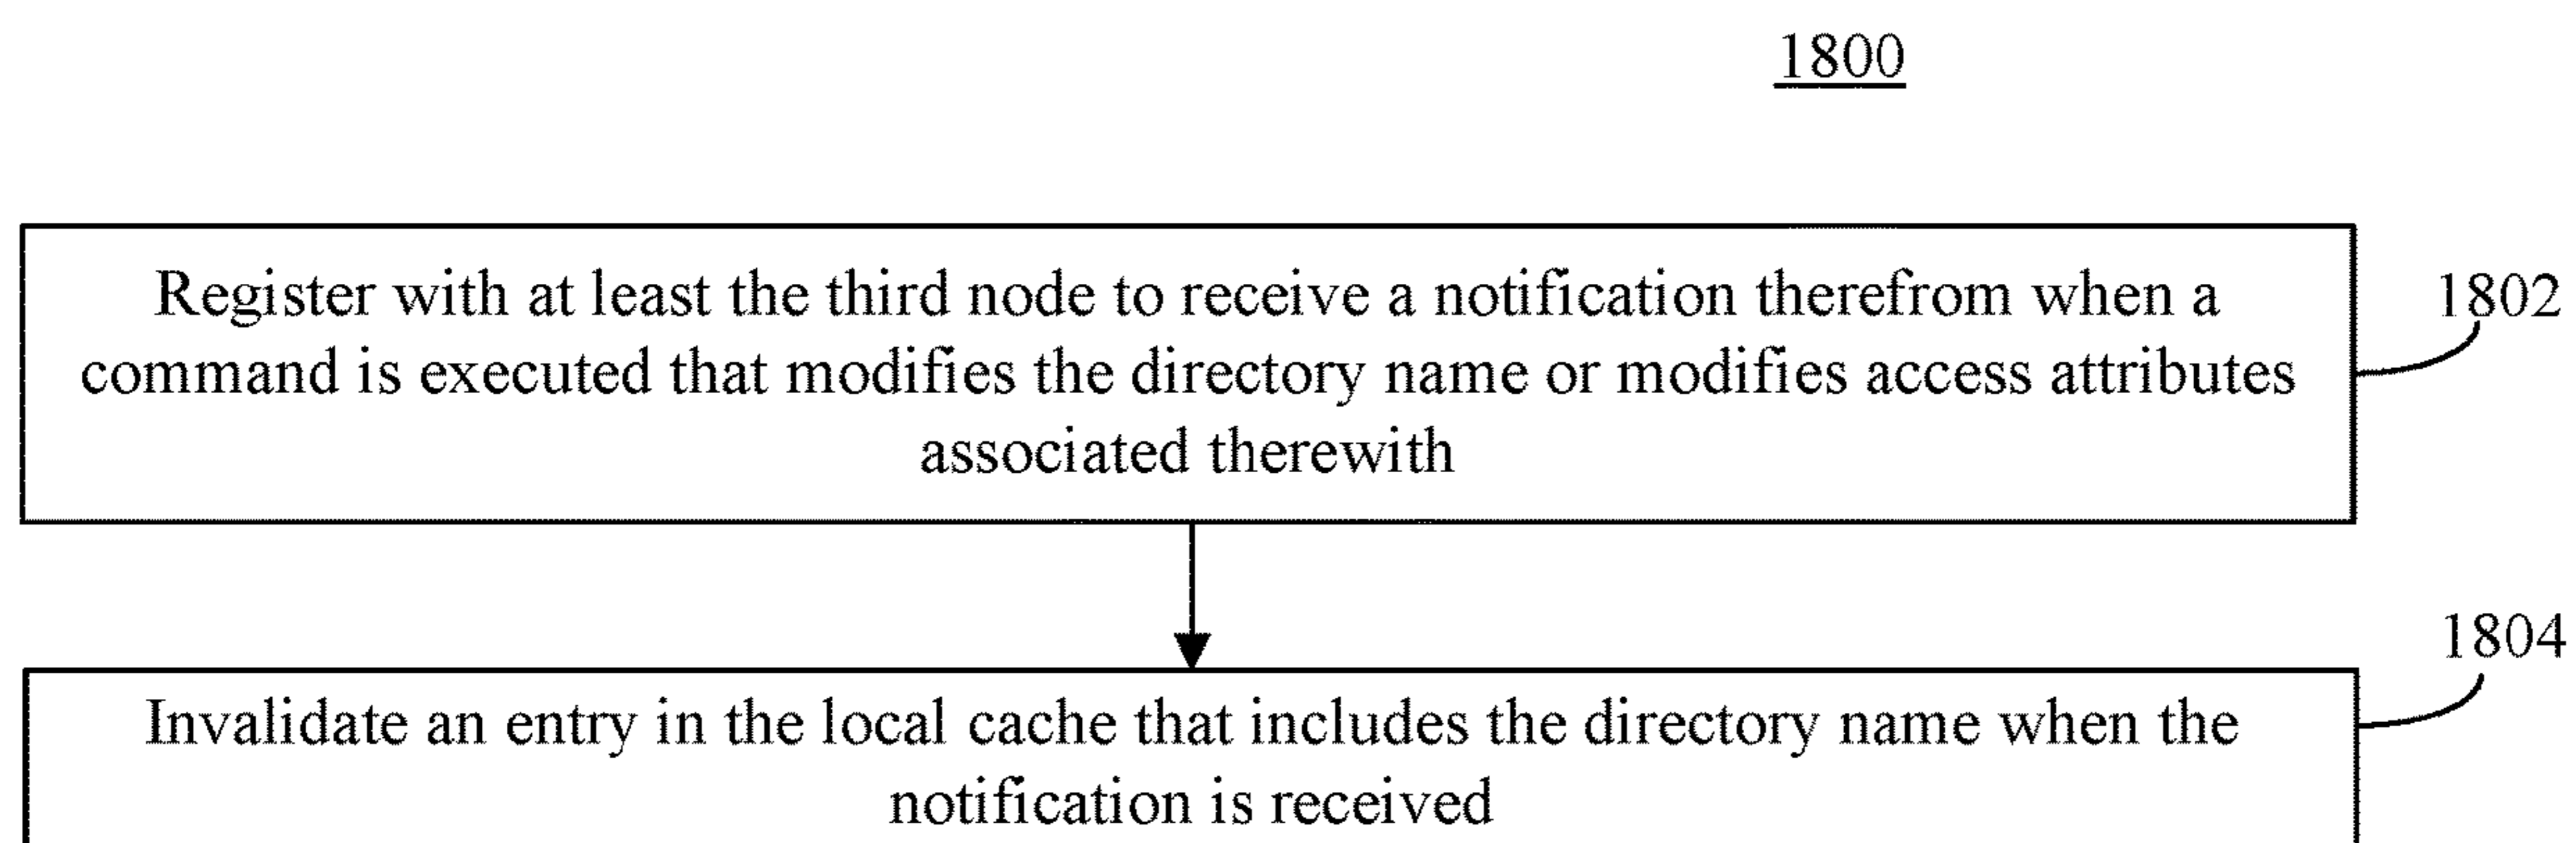 1800
Register with at least the third node to receive a notification therefrom when a
1802
command is executed that modifies the directory name or modifies access attributes
associated therewith
1804
Invalidate an entry in the local cache that includes the directory name when the
notification is received